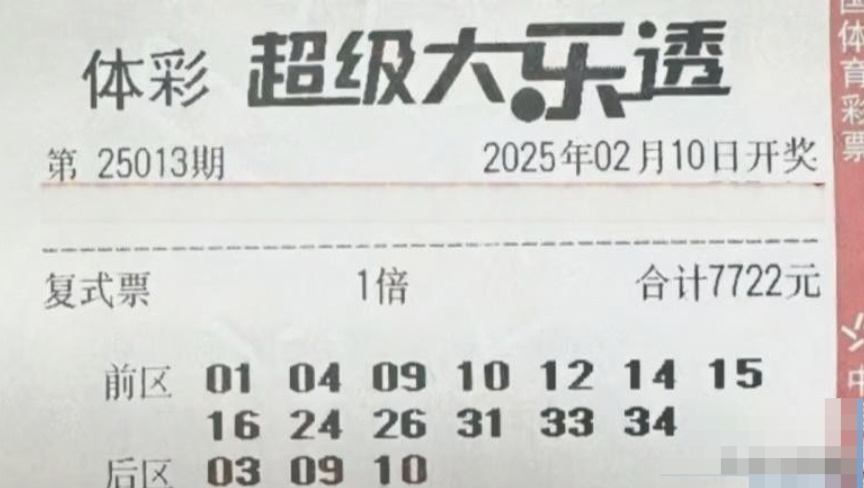 体彩 超级大乐透
第 25013期 2025年02月10日开奖
复式票 1倍 合计7722元
前区 01 04 09 10 12 14 15
16 24 26 31 33 34
后区 03 09 10
国体育彩票
公
中